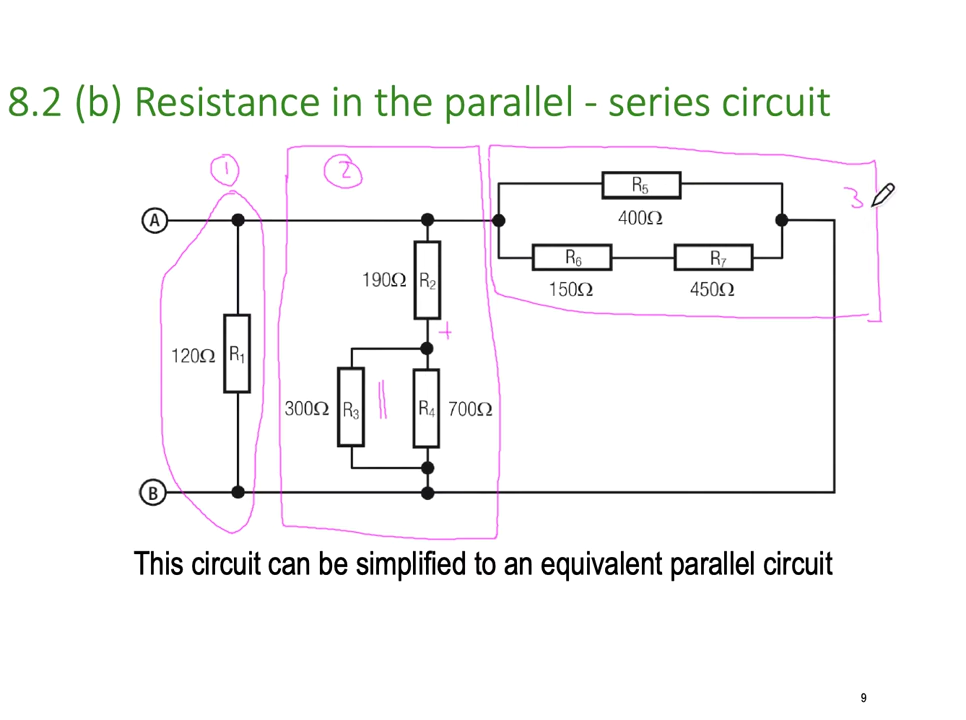 8.2 (b) Resistance in the parallel - series circuit
1
2
3
A
R5
400Ω
R6
R7
150Ω
450Ω
190Ω
R2
+
120Ω
R1
300Ω
R3
||
R4
700Ω
B
This circuit can be simplified to an equivalent parallel circuit
9